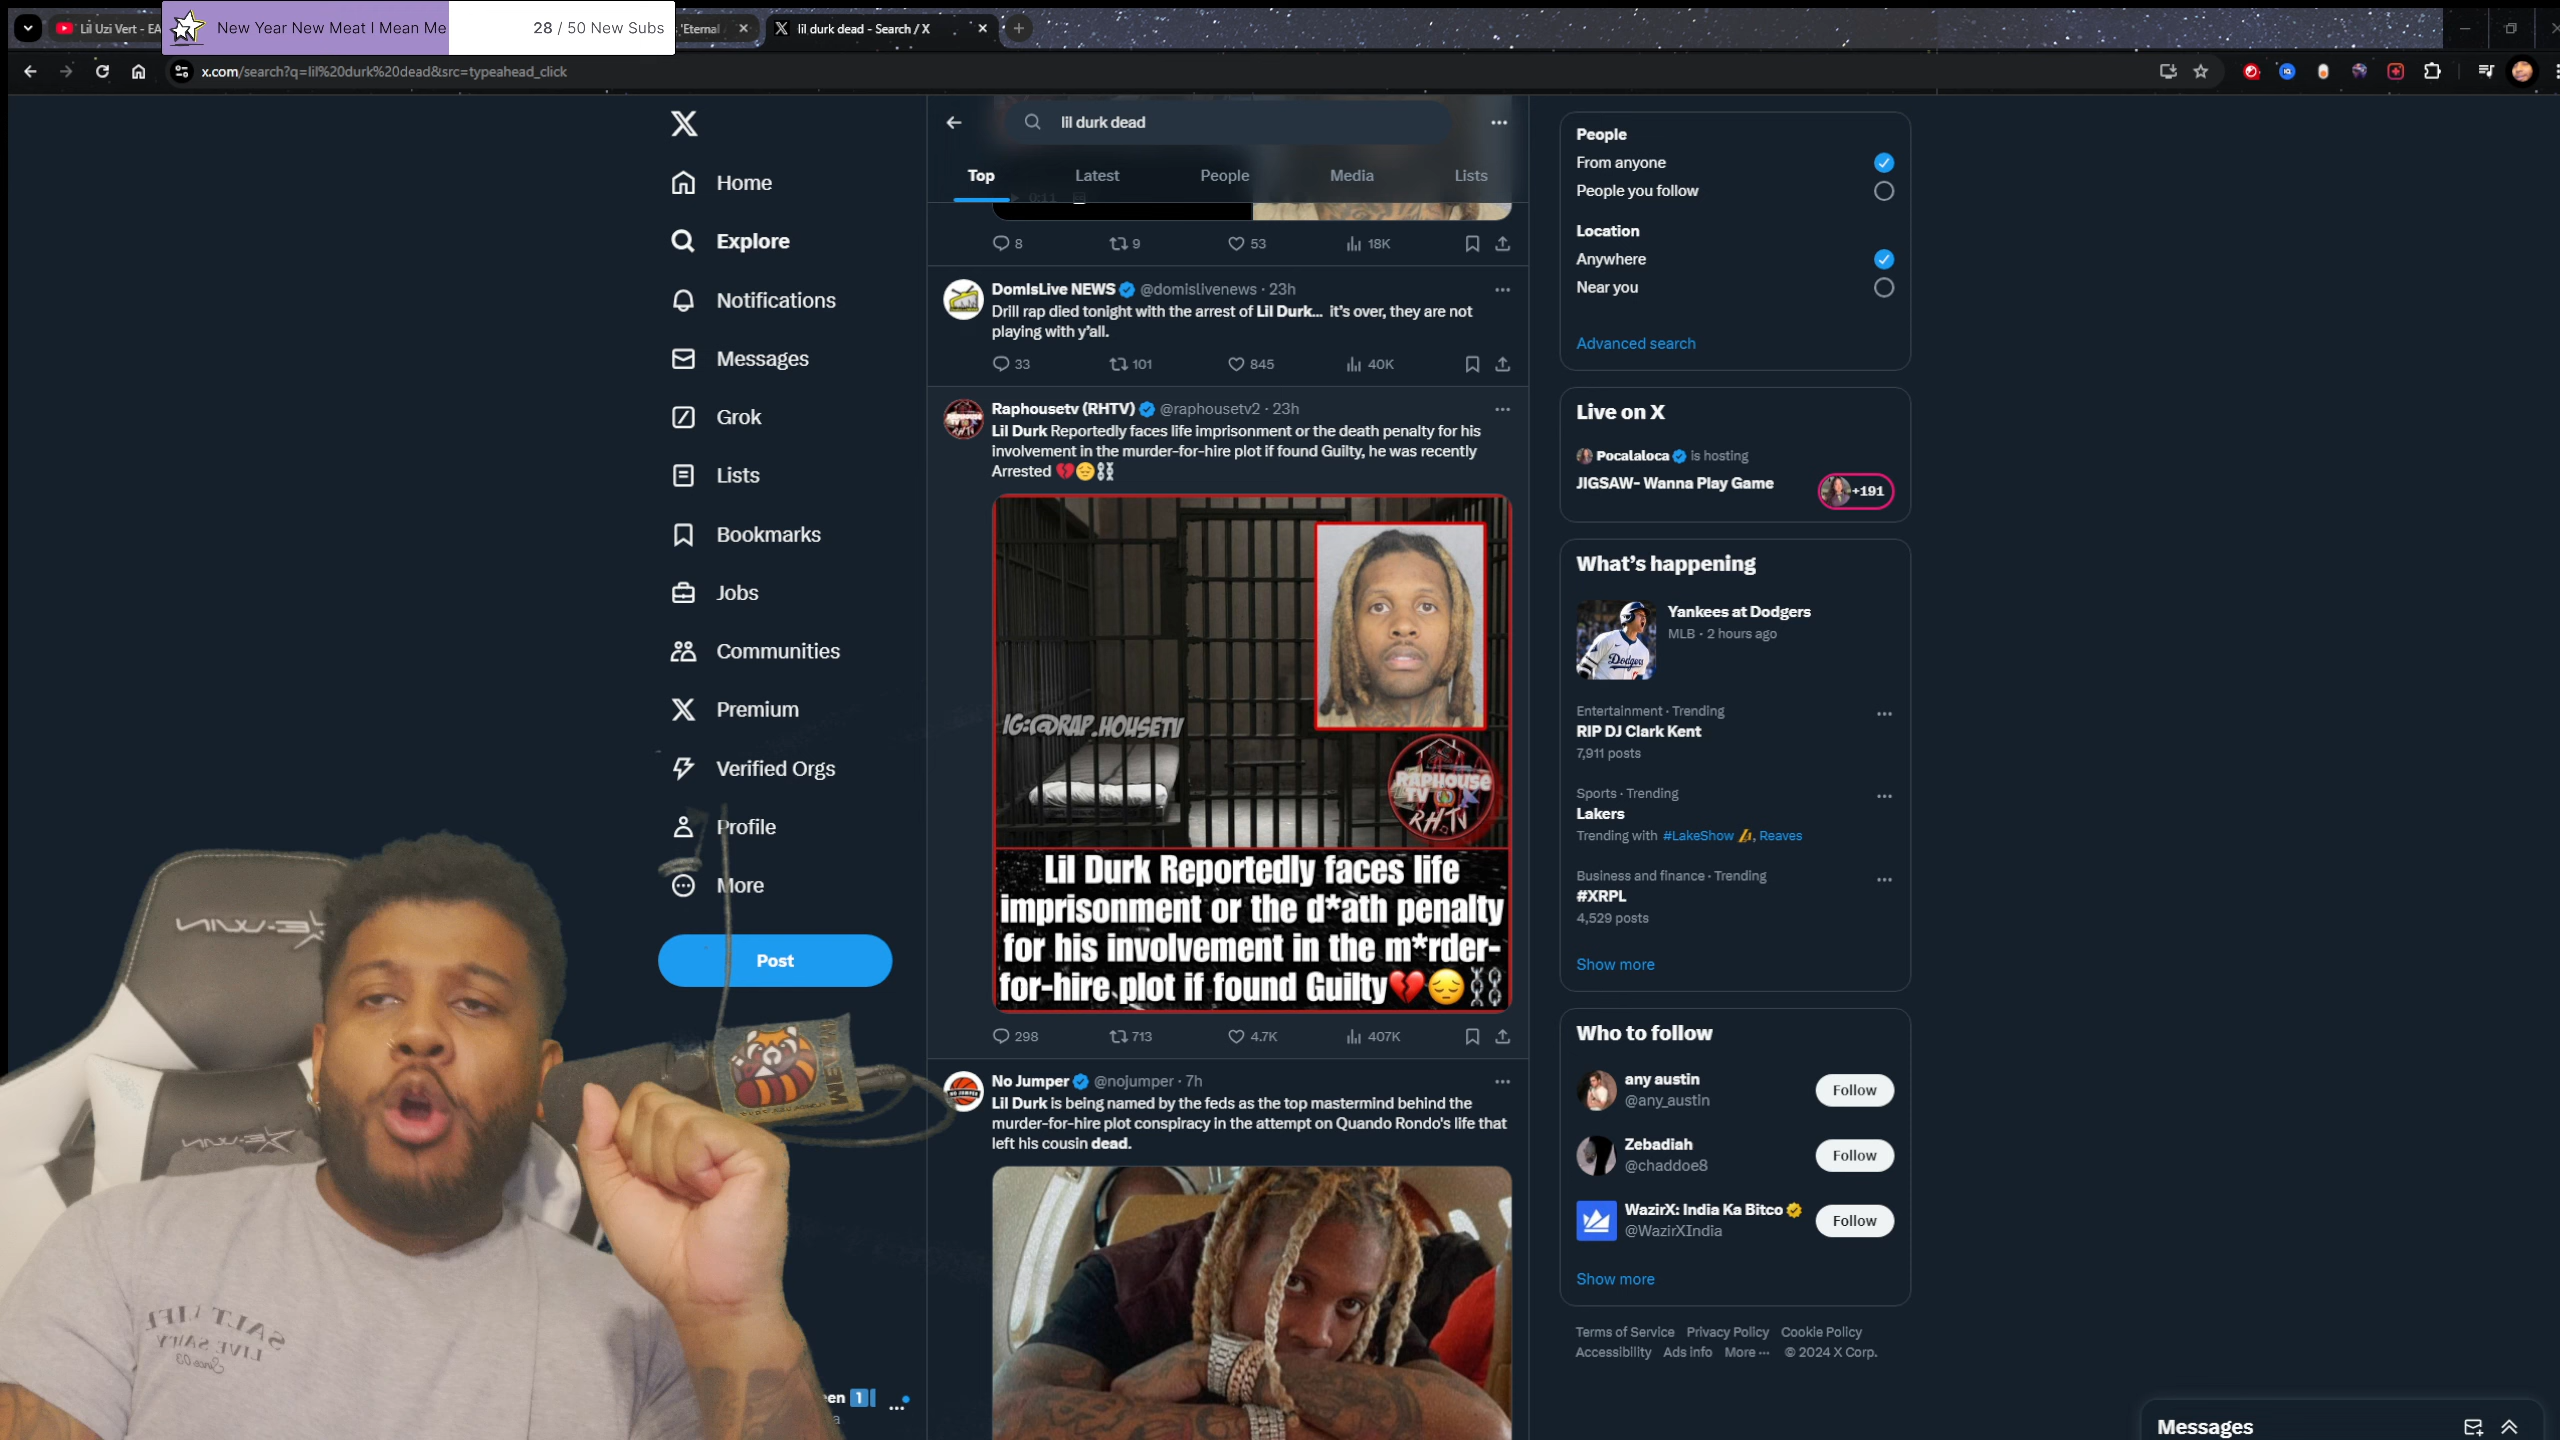 Lil Uzi Vert - EA
New Year New Meat I Mean Me
28 / 50 New Subs
'Eternal
lil durk dead - Search / X
x.com/search?q=lil%20durk%20dead&src=typeahead_click
Home
Explore
Notifications
Messages
Grok
Lists
Bookmarks
Jobs
Communities
Premium
Verified Orgs
Profile
More
Post
lil durk dead
Top
Latest
People
Media
Lists
0:11
8
9
53
18K
DomIsLive NEWS @domislivenews · 23h
Drill rap died tonight with the arrest of Lil Durk... it's over, they are not
playing with y'all.
33
101
845
40K
Raphousetv (RHTV) @raphousetv2 · 23h
Lil Durk Reportedly faces life imprisonment or the death penalty for his
involvement in the murder-for-hire plot if found Guilty, he was recently
Arrested 💔😔⛓️
IG:@RAP.HOUSETV
RAPHOUSE
TV
RHTV
Lil Durk Reportedly faces life
imprisonment or the d*ath penalty
for his involvement in the m*rder-
for-hire plot if found Guilty💔😔⛓️
298
713
4.7K
407K
No Jumper @nojumper · 7h
Lil Durk is being named by the feds as the top mastermind behind the
murder-for-hire plot conspiracy in the attempt on Quando Rondo's life that
left his cousin dead.
People
From anyone
People you follow
Location
Anywhere
Near you
Advanced search
Live on X
Pocalaloca is hosting
JIGSAW- Wanna Play Game
+191
What's happening
Yankees at Dodgers
MLB · 2 hours ago
Entertainment · Trending
RIP DJ Clark Kent
7,911 posts
Sports · Trending
Lakers
Trending with #LakeShow, Reaves
Business and finance · Trending
#XRPL
4,529 posts
Show more
Who to follow
any austin
@any_austin
Follow
Zebadiah
@chaddoe8
Follow
WazirX: India Ka Bitco
@WazirXIndia
Follow
Show more
Terms of Service Privacy Policy Cookie Policy
Accessibility Ads info More ··· © 2024 X Corp.
Messages
E-WIN
E-WIN
SALT LIFE
LIVE SALTY
Since 03
een 1
a